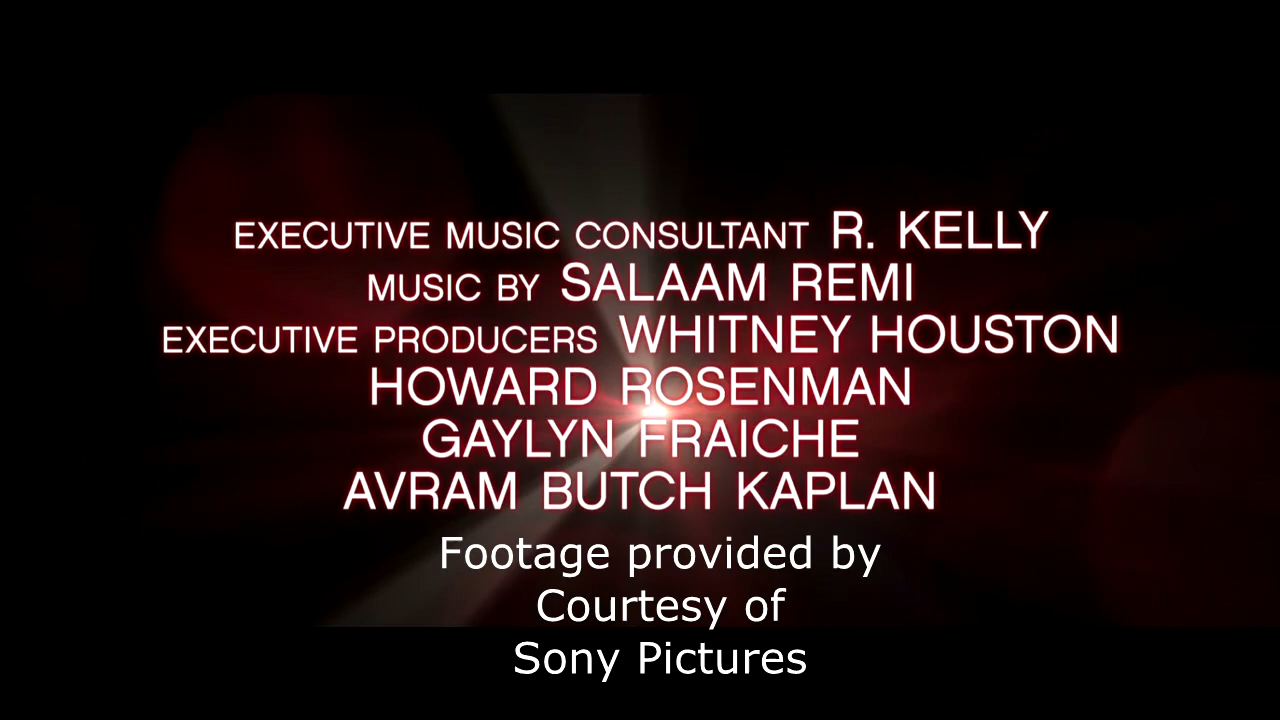 EXECUTIVE MUSIC CONSULTANT R. KELLY
MUSIC BY SALAAM REMI
EXECUTIVE PRODUCERS WHITNEY HOUSTON
HOWARD ROSENMAN
GAYLYN FRAICHE
AVRAM BUTCH KAPLAN
Footage provided by
Courtesy of
Sony Pictures